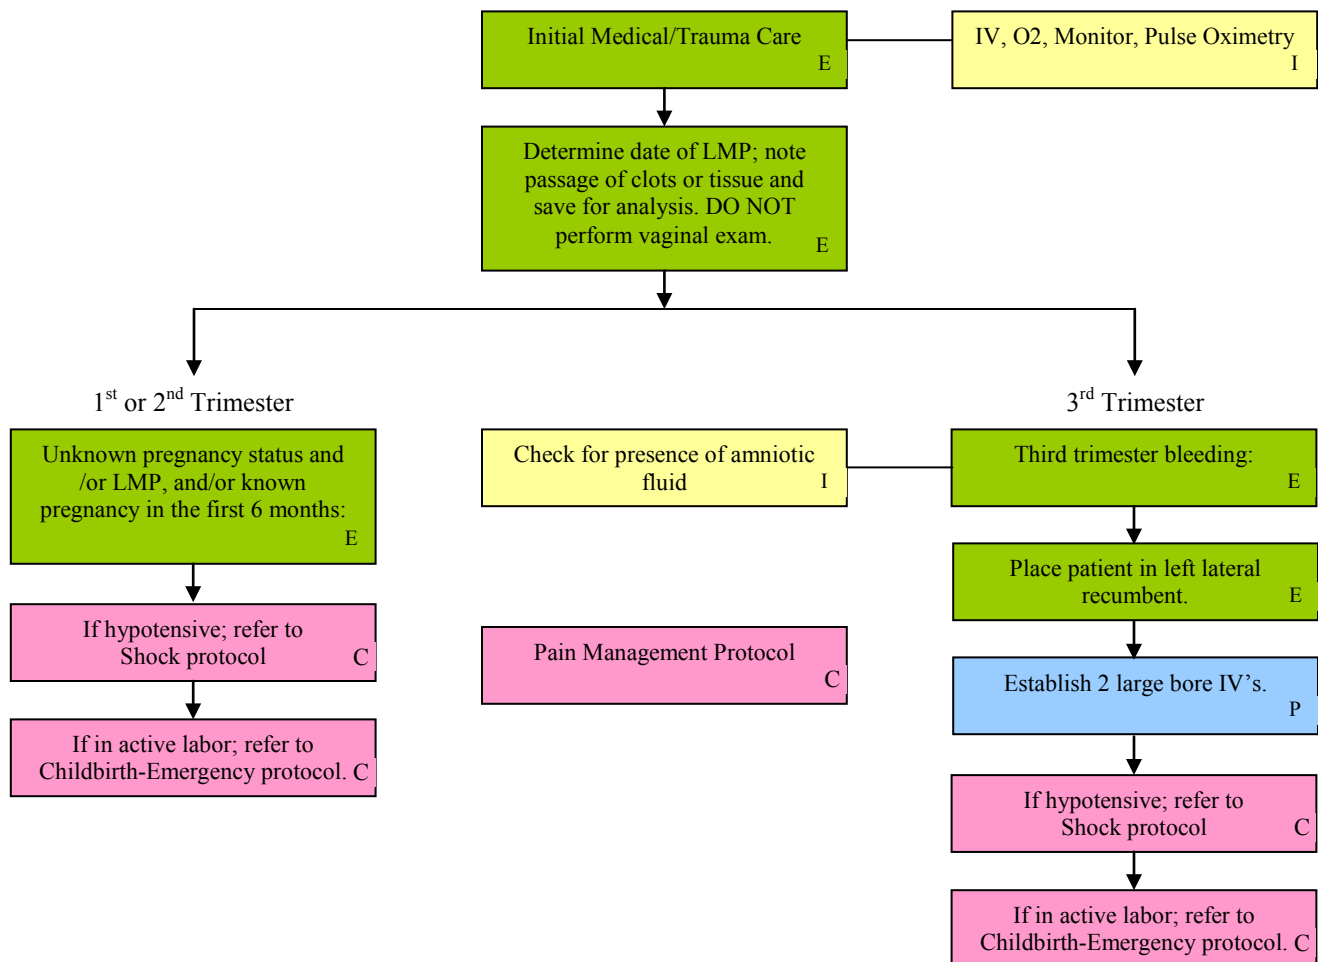 Initial Medical/Trauma Care
E
IV, O2, Monitor, Pulse Oximetry
I
Determine date of LMP; note
passage of clots or tissue and
save for analysis. DO NOT
perform vaginal exam.
E
1st or 2nd Trimester
3rd Trimester
Unknown pregnancy status and
/or LMP, and/or known
pregnancy in the first 6 months:
E
Check for presence of amniotic
fluid
I
Third trimester bleeding:
E
Place patient in left lateral
recumbent.
E
If hypotensive; refer to
Shock protocol
C
Pain Management Protocol
C
Establish 2 large bore IV’s.
P
If in active labor; refer to
Childbirth-Emergency protocol.
C
If hypotensive; refer to
Shock protocol
C
If in active labor; refer to
Childbirth-Emergency protocol.
C